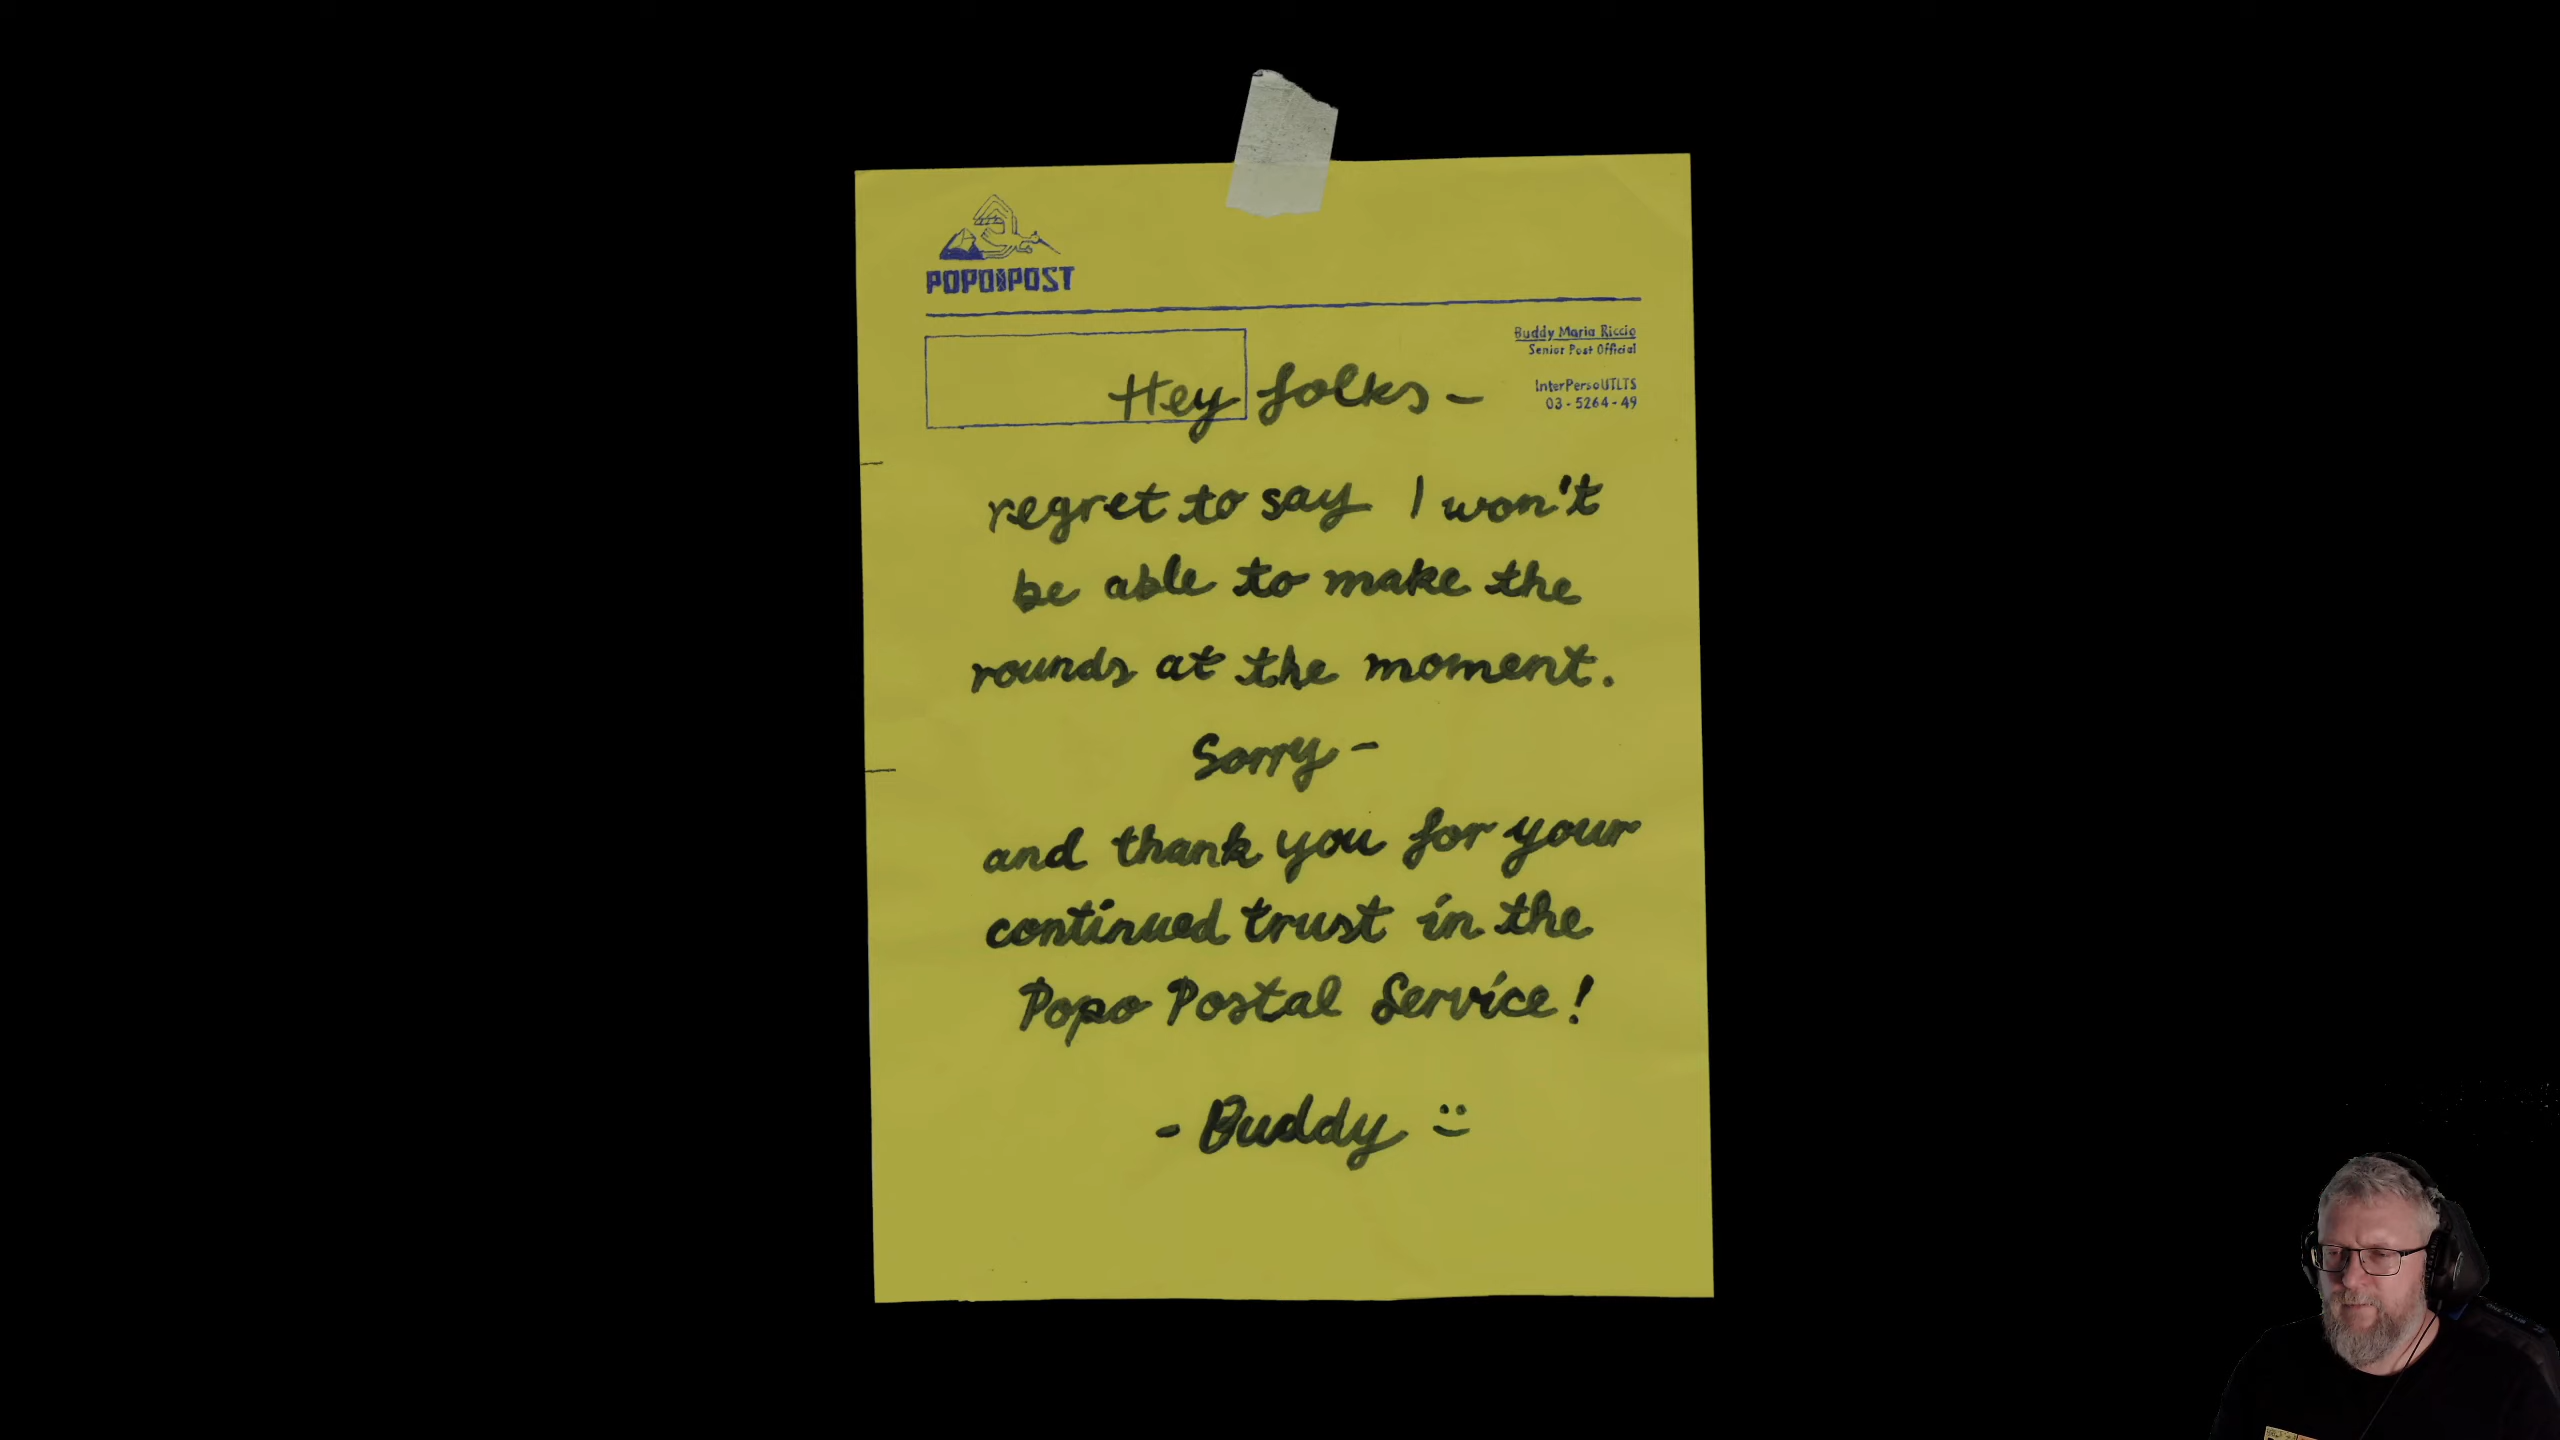 POPO POST
Buddy Maria Riccio
Senior Post Official
InterPersoUTLTS
03-5264-49
Hey folks -
regret to say I won't
be able to make the
rounds at the moment.
Sorry -
and thank you for your
continued trust in the
Popo Postal Service!
- Buddy :)